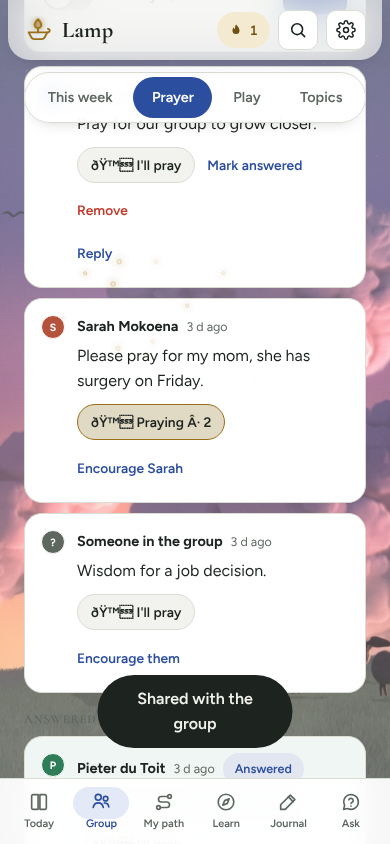 Lamp
1
This week
Prayer
Play
Topics
Pray for our group to grow closer.
I'll pray
Mark answered
Remove
Reply
S
Sarah Mokoena
3 d ago
Please pray for my mom, she has
surgery on Friday.
Praying Â· 2
Encourage Sarah
?
Someone in the group
3 d ago
Wisdom for a job decision.
I'll pray
Encourage them
Shared with the
group
ANSWERED
P
Pieter du Toit
3 d ago
Answered
Today
Group
My path
Learn
Journal
Ask